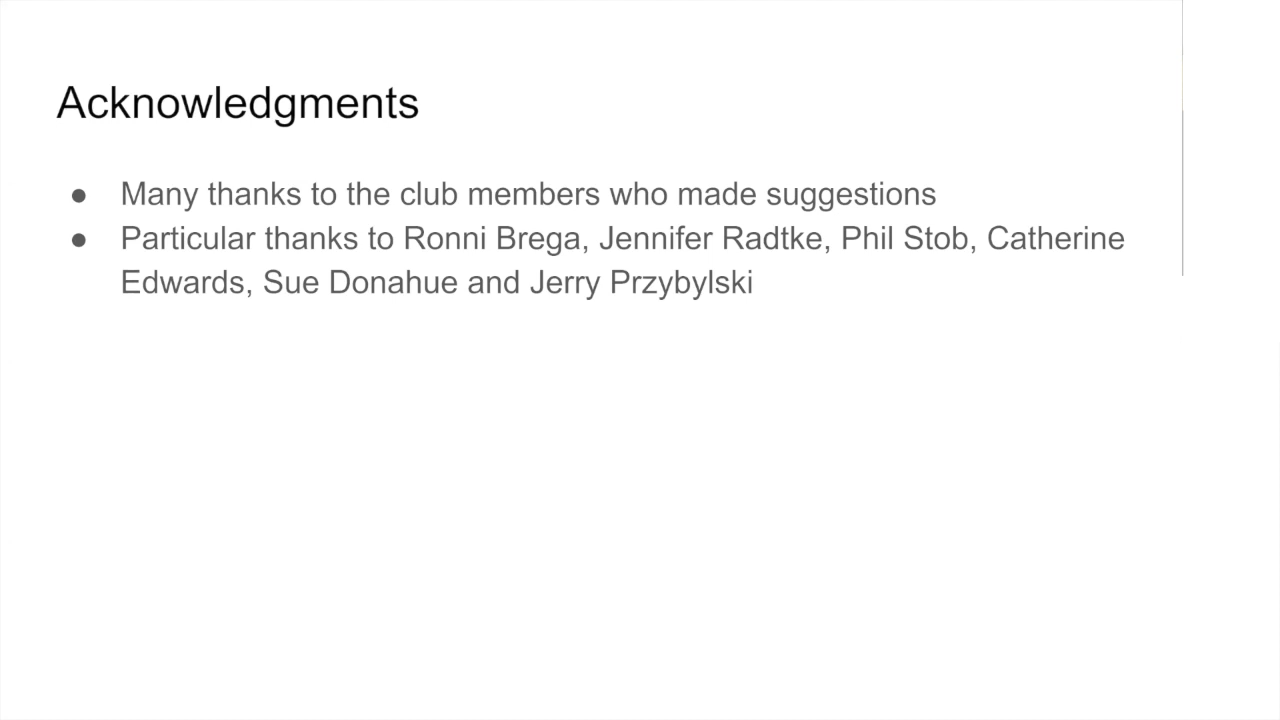 Acknowledgments
● Many thanks to the club members who made suggestions
● Particular thanks to Ronni Brega, Jennifer Radtke, Phil Stob, Catherine
Edwards, Sue Donahue and Jerry Przybylski